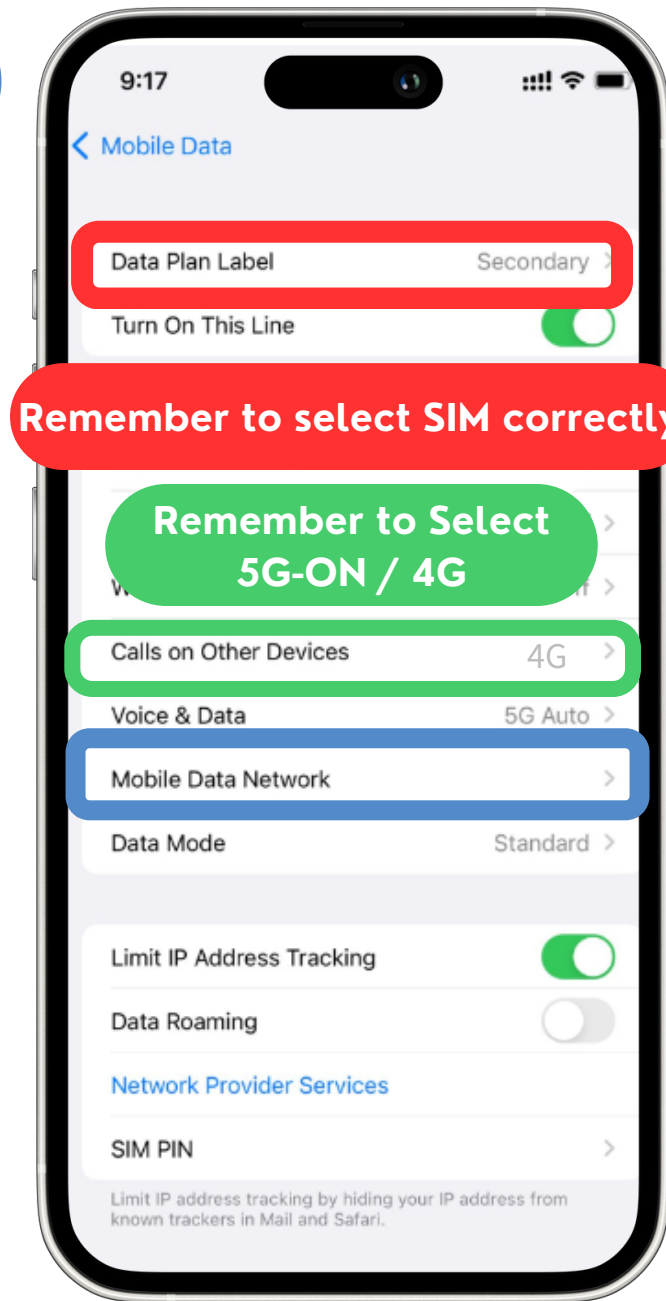 9:17
Mobile Data
Data Plan Label Secondary
Turn On This Line
Remember to select SIM correctly
Remember to Select
5G-ON / 4G
Calls on Other Devices 4G
Voice & Data 5G Auto
Mobile Data Network
Data Mode Standard
Limit IP Address Tracking
Data Roaming
Network Provider Services
SIM PIN
Limit IP address tracking by hiding your IP address from
known trackers in Mail and Safari.